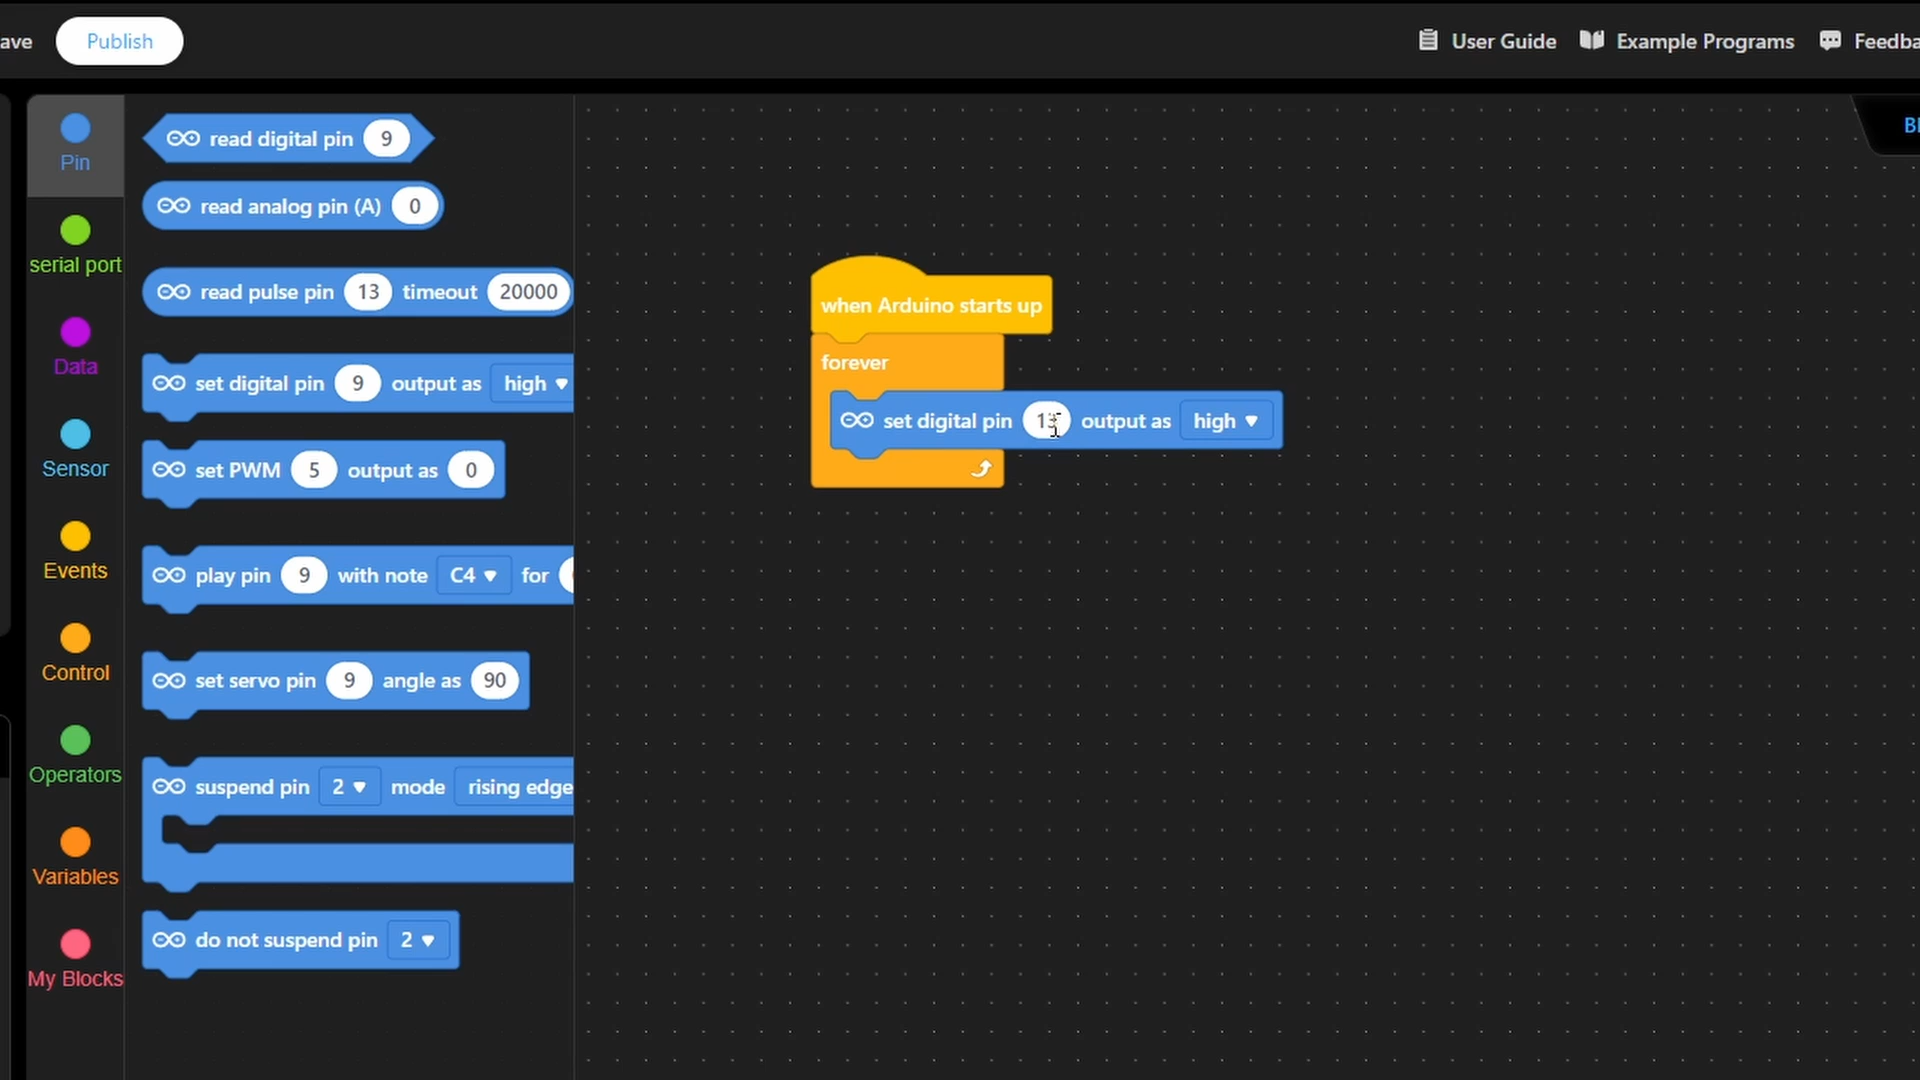 ave Publish User Guide Example Programs Feedba
Pin
serial port
Data
Sensor
Events
Control
Operators
Variables
My Blocks
read digital pin 9
read analog pin (A) 0
read pulse pin 13 timeout 20000
set digital pin 9 output as high
set PWM 5 output as 0
play pin 9 with note C4 for
set servo pin 9 angle as 90
suspend pin 2 mode rising edge
do not suspend pin 2
when Arduino starts up
forever
set digital pin 13 output as high